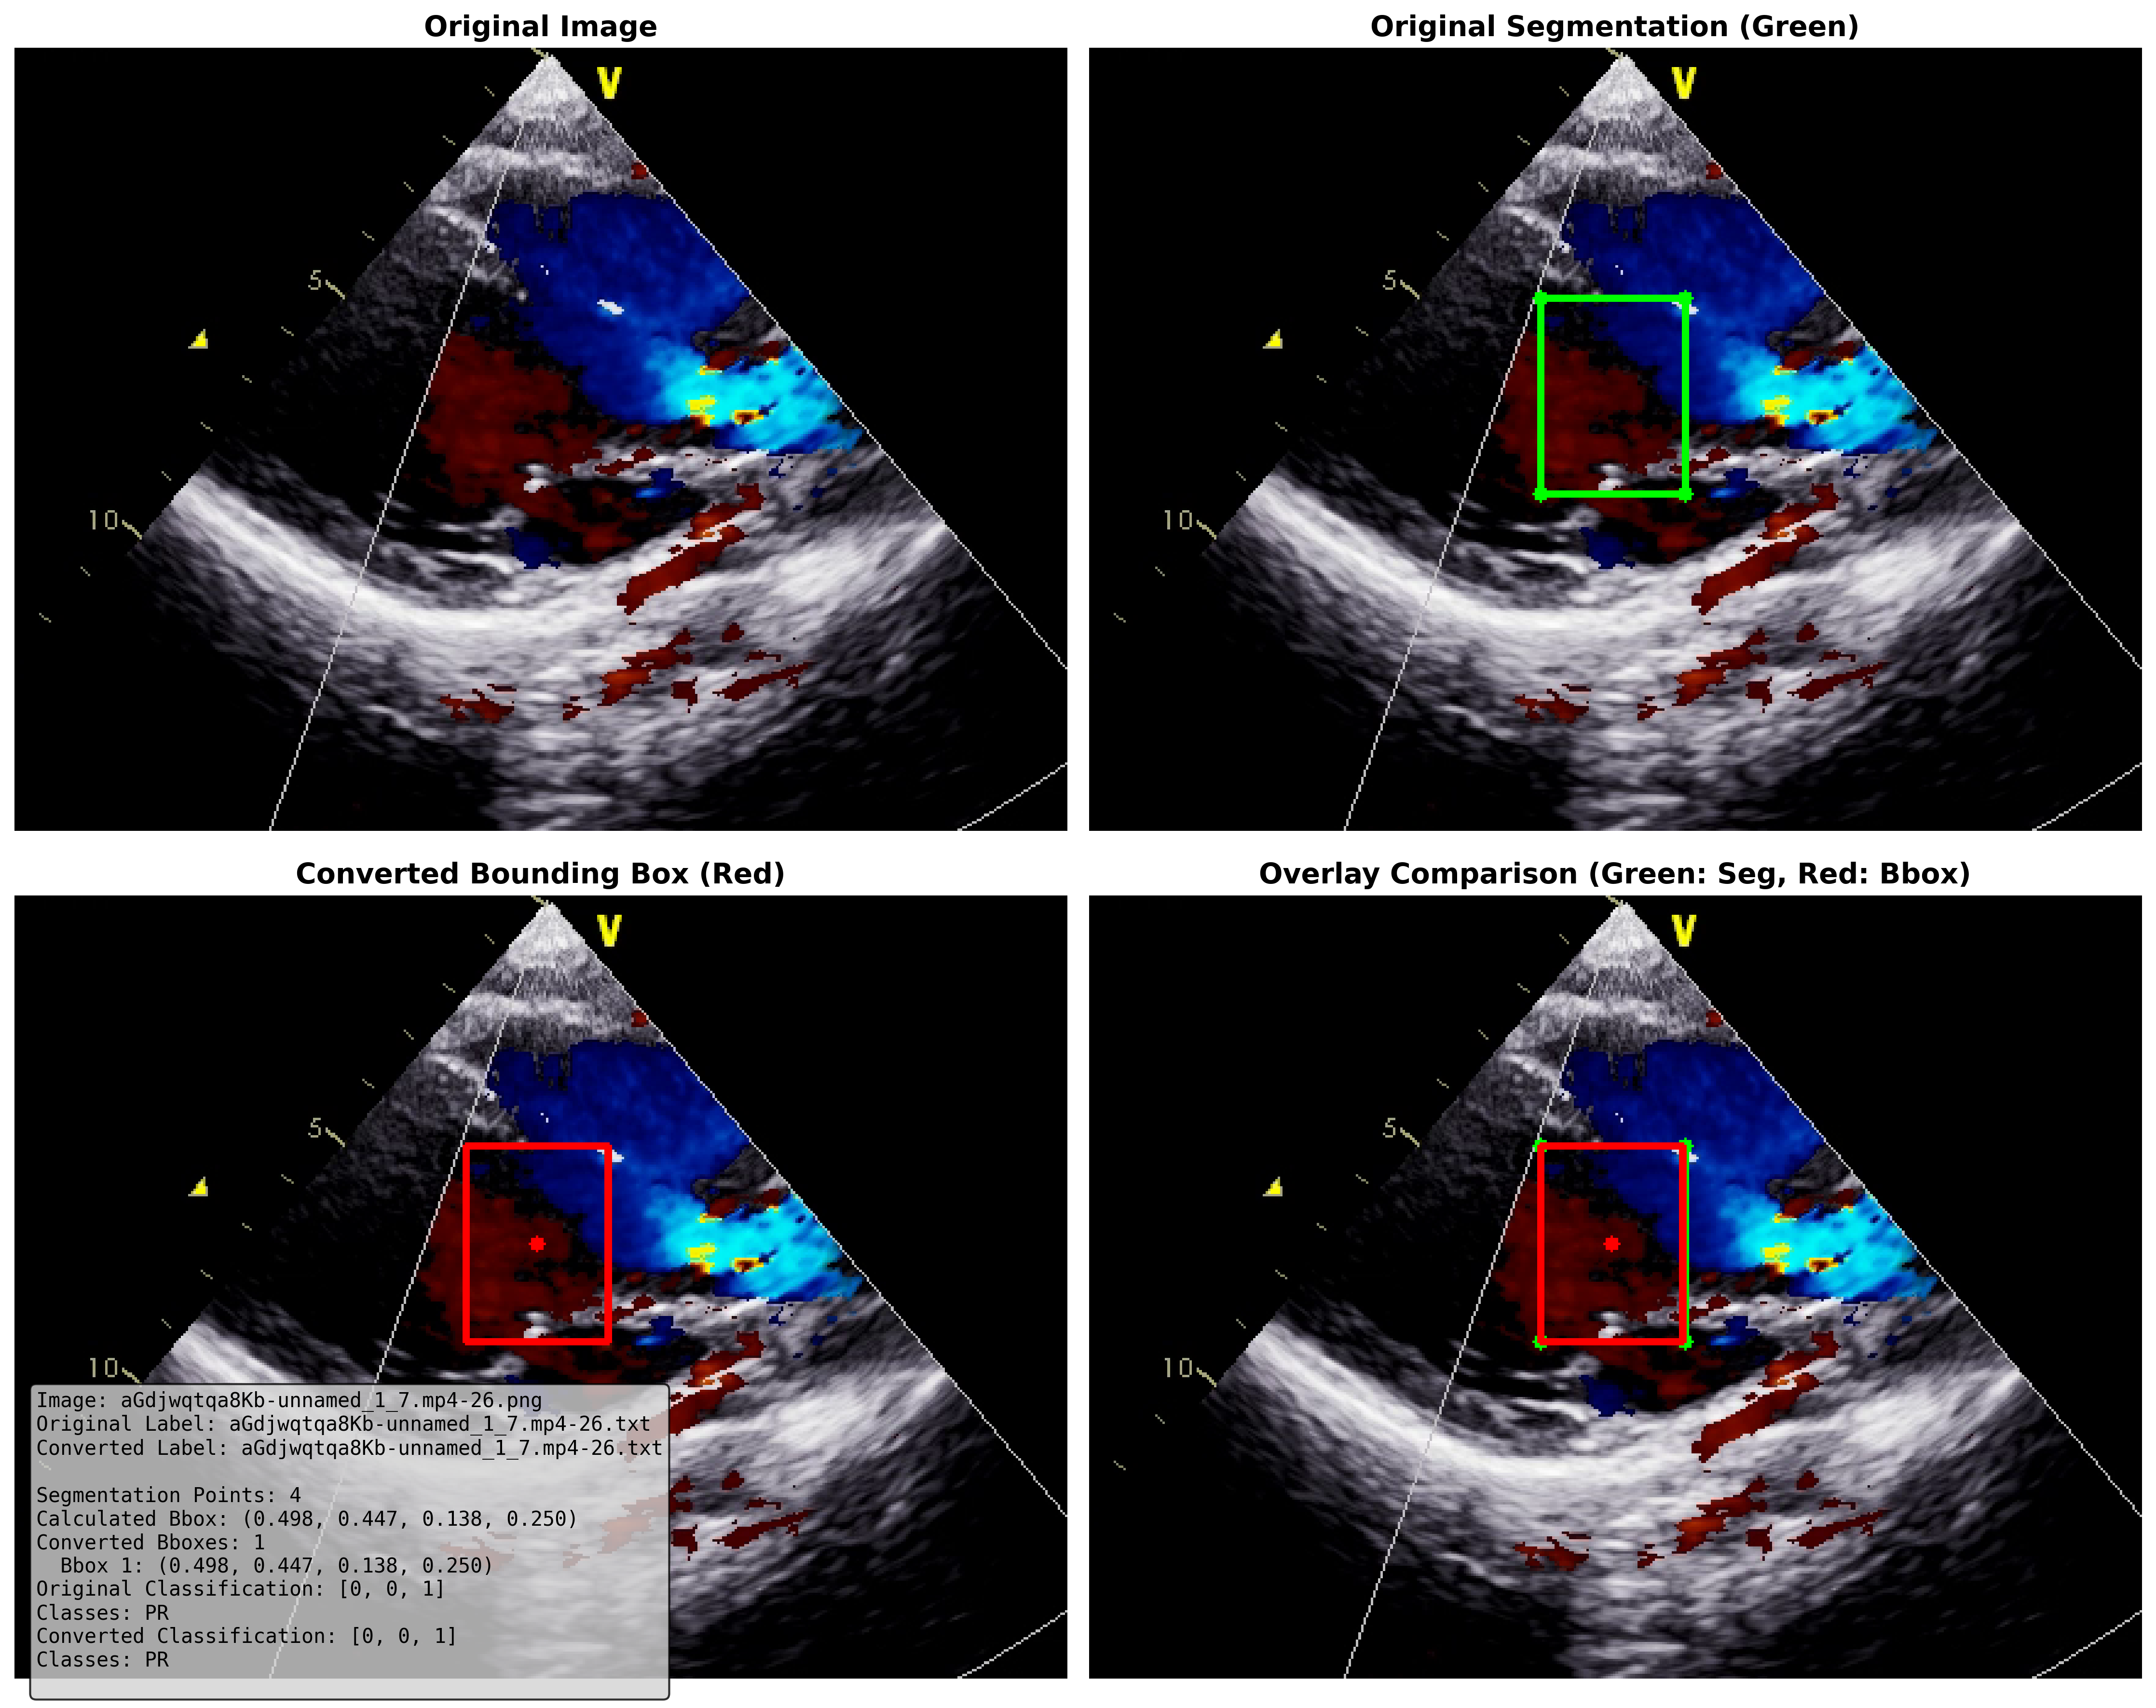 Original Image
Original Segmentation (Green)
V
5
10
V
5
10
Converted Bounding Box (Red)
Overlay Comparison (Green: Seg, Red: Bbox)
V
5
10
V
5
10
Image: aGdjwqtqa8Kb-unnamed_1_7.mp4-26.png
Original Label: aGdjwqtqa8Kb-unnamed_1_7.mp4-26.txt
Converted Label: aGdjwqtqa8Kb-unnamed_1_7.mp4-26.txt
Segmentation Points: 4
Calculated Bbox: (0.498, 0.447, 0.138, 0.250)
Converted Bboxes: 1
Bbox 1: (0.498, 0.447, 0.138, 0.250)
Original Classification: [0, 0, 1]
Classes: PR
Converted Classification: [0, 0, 1]
Classes: PR